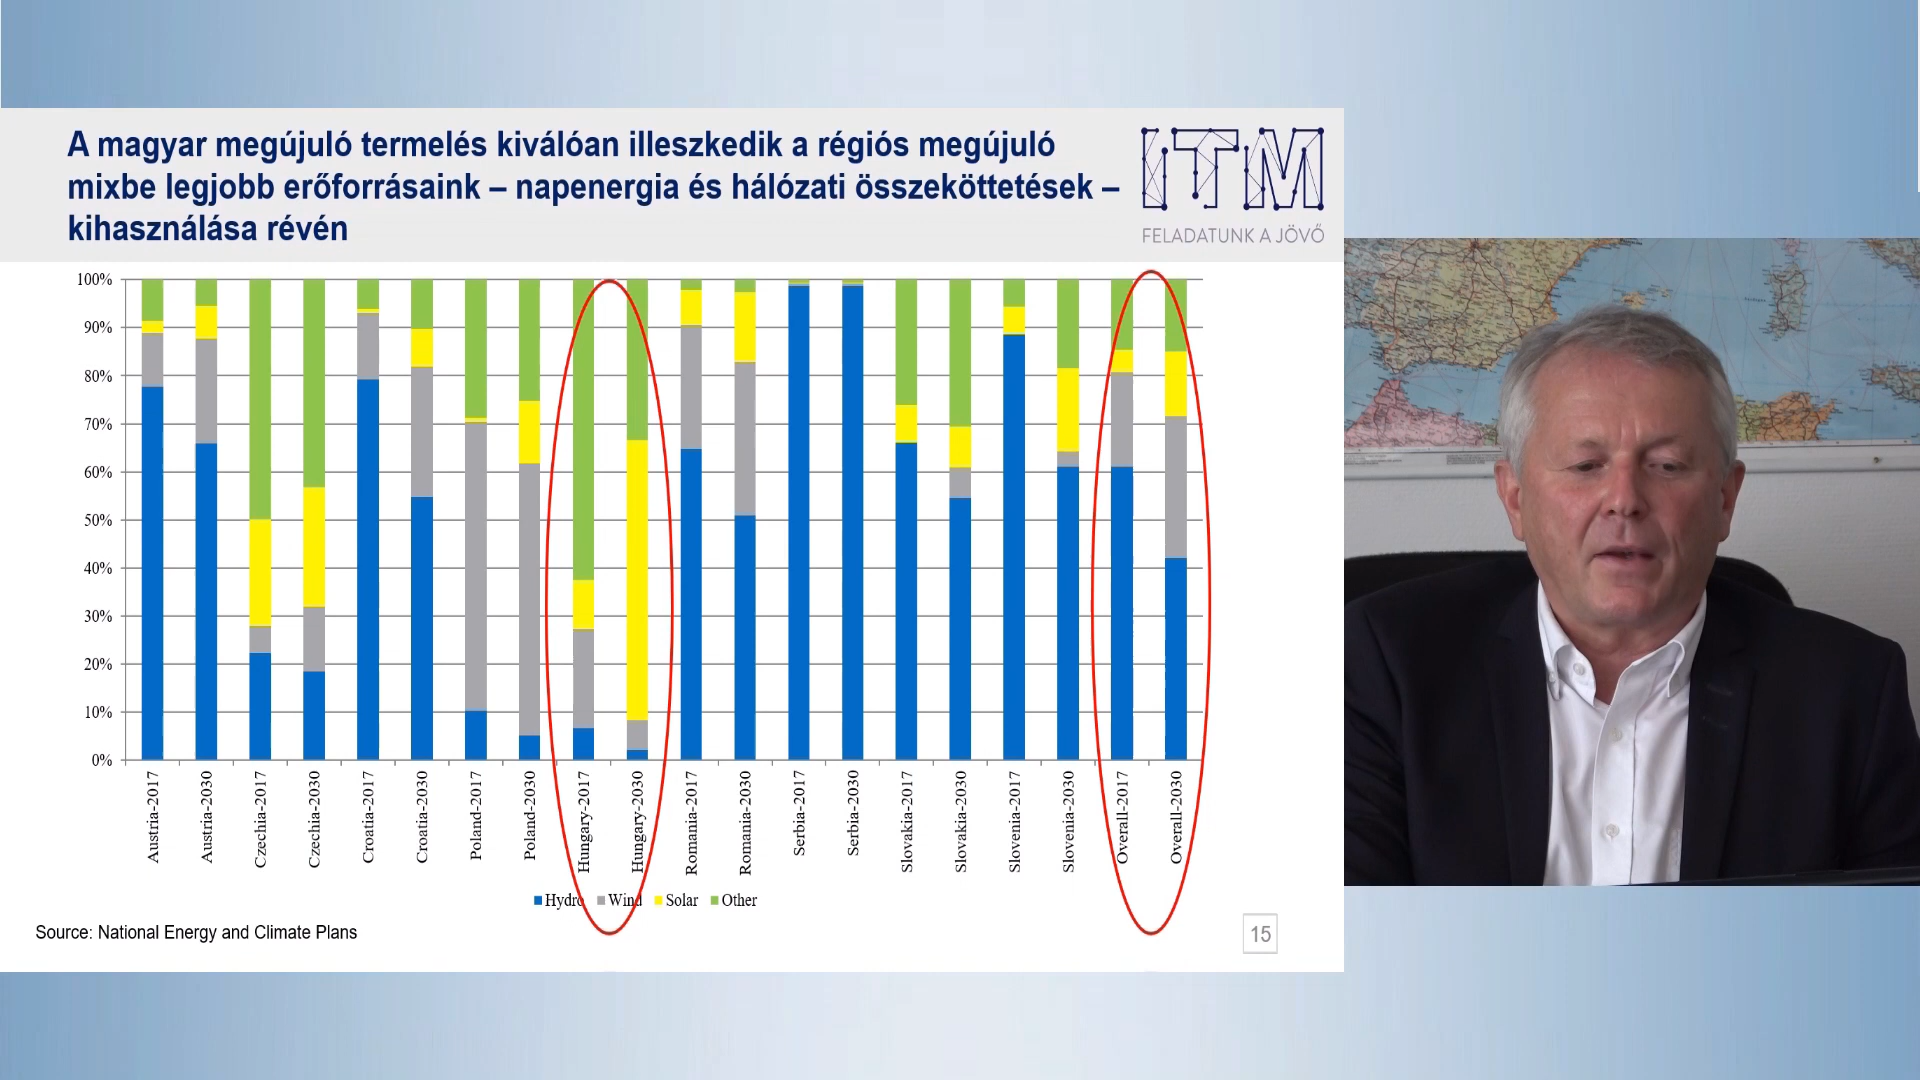 A magyar megújuló termelés kiválóan illeszkedik a régiós megújuló
mixbe legjobb erőforrásaink – napenergia és hálózati összeköttetések –
kihasználása révén
ITM
FELADATUNK A JÖVŐ
100%
90%
80%
70%
60%
50%
40%
30%
20%
10%
0%
Austria-2017
Austria-2030
Czechia-2017
Czechia-2030
Croatia-2017
Croatia-2030
Poland-2017
Poland-2030
Hungary-2017
Hungary-2030
Romania-2017
Romania-2030
Serbia-2017
Serbia-2030
Slovakia-2017
Slovakia-2030
Slovenia-2017
Slovenia-2030
Overall-2017
Overall-2030
Hydro Wind Solar Other
Source: National Energy and Climate Plans
15